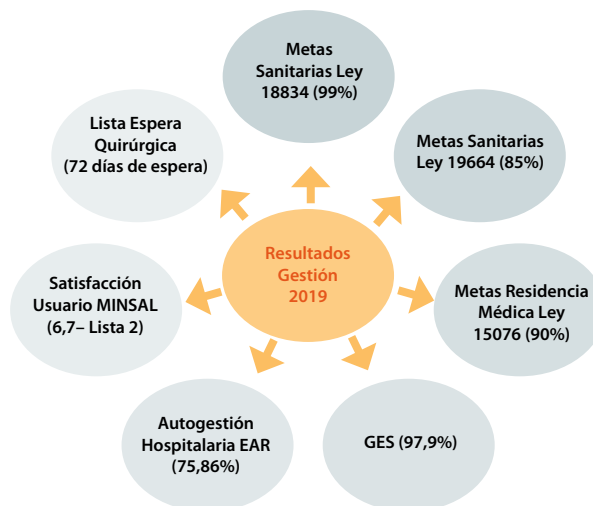 Metas
Sanitarias Ley
18834 (99%)
Lista Espera
Quirúrgica
(72 días de espera)
Metas Sanitarias
Ley 19664 (85%)
Resultados
Gestión
2019
Satisfacción
Usuario MINSAL
(6,7– Lista 2)
Metas Residencia
Médica Ley
15076 (90%)
Autogestión
Hospitalaria EAR
(75,86%)
GES (97,9%)